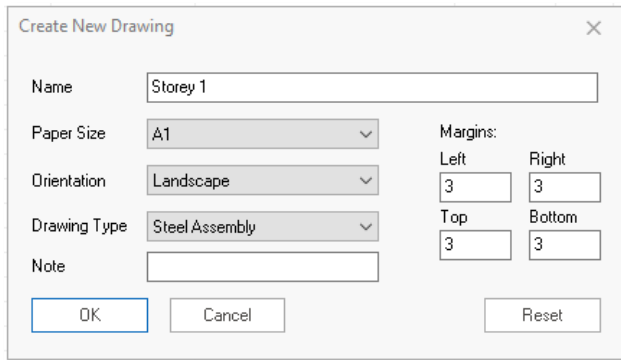 Create New Drawing
Name Storey 1
Paper Size A1 Margins:
Left Right
Orientation Landscape 3 3
Top Bottom
Drawing Type Steel Assembly 3 3
Note
OK Cancel Reset